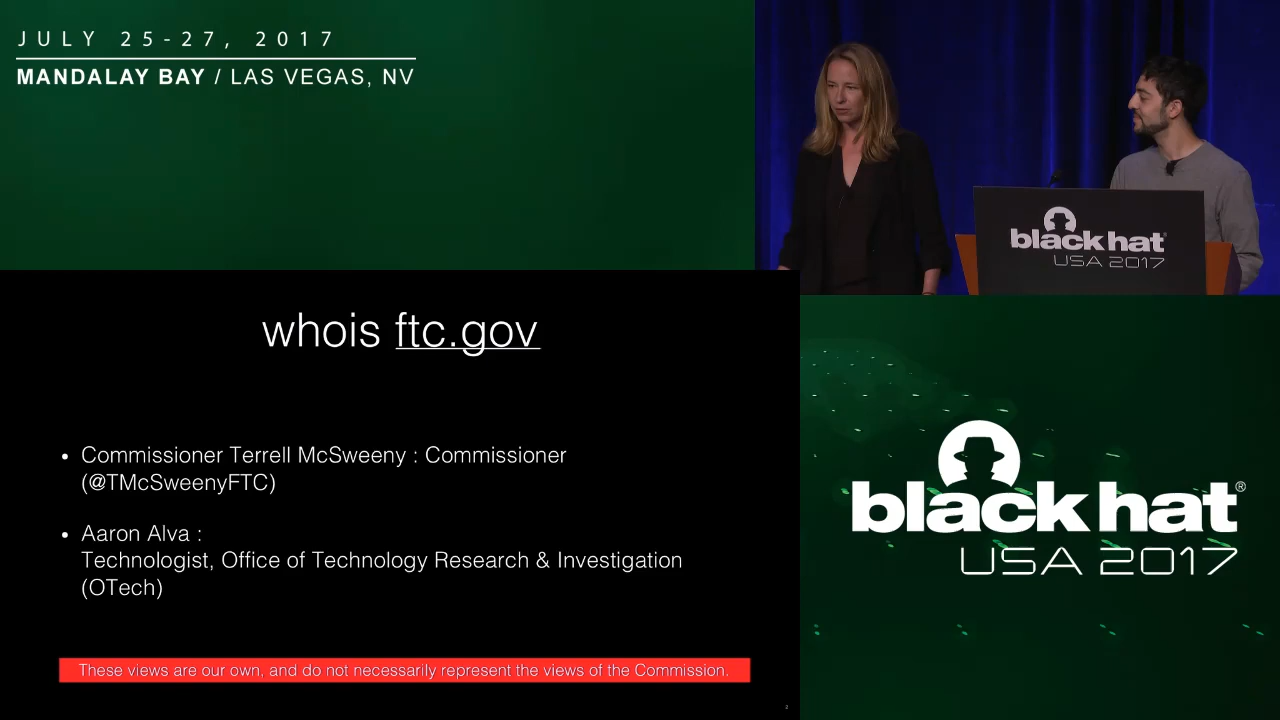 JULY 25-27, 2017
MANDALAY BAY / LAS VEGAS, NV
black hat®
USA 2017
whois ftc.gov
• Commissioner Terrell McSweeny : Commissioner
(@TMcSweenyFTC)
• Aaron Alva :
Technologist, Office of Technology Research & Investigation
(OTech)
These views are our own, and do not necessarily represent the views of the Commission.
2
black hat®
USA 2017